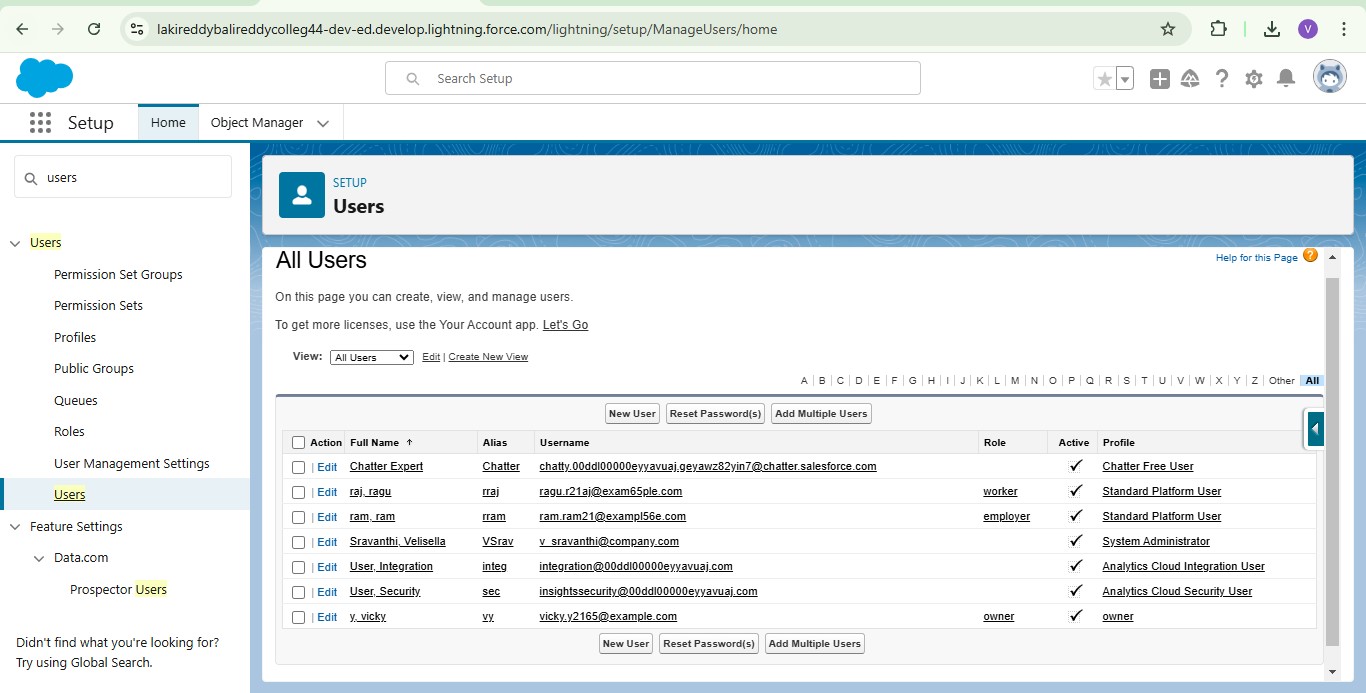 lakireddybalireddycolleg44-dev-ed.develop.lightning.force.com/lightning/setup/ManageUsers/home
V
Search Setup
Setup
Home
Object Manager
users
Users
Permission Set Groups
Permission Sets
Profiles
Public Groups
Queues
Roles
User Management Settings
Users
Feature Settings
Data.com
Prospector Users
Didn't find what you're looking for?
Try using Global Search.
SETUP
Users
All Users
Help for this Page ?
On this page you can create, view, and manage users.
To get more licenses, use the Your Account app. Let's Go
View: All Users Edit | Create New View
A | B | C | D | E | F | G | H | I | J | K | L | M | N | O | P | Q | R | S | T | U | V | W | X | Y | Z | Other | All
New User Reset Password(s) Add Multiple Users
Action Full Name ↑ Alias Username Role Active Profile
| Edit Chatter Expert Chatter chatty.00ddl00000eyyavuaj.geyawz82yin7@chatter.salesforce.com ✓ Chatter Free User
| Edit raj, ragu rraj ragu.r21aj@exam65ple.com worker ✓ Standard Platform User
| Edit ram, ram rram ram.ram21@exampl56e.com employer ✓ Standard Platform User
| Edit Sravanthi, Velisella VSrav v_sravanthi@company.com ✓ System Administrator
| Edit User, Integration integ integration@00ddl00000eyyavuaj.com ✓ Analytics Cloud Integration User
| Edit User, Security sec insightssecurity@00ddl00000eyyavuaj.com ✓ Analytics Cloud Security User
| Edit y, vicky vy vicky.y2165@example.com owner ✓ owner
New User Reset Password(s) Add Multiple Users